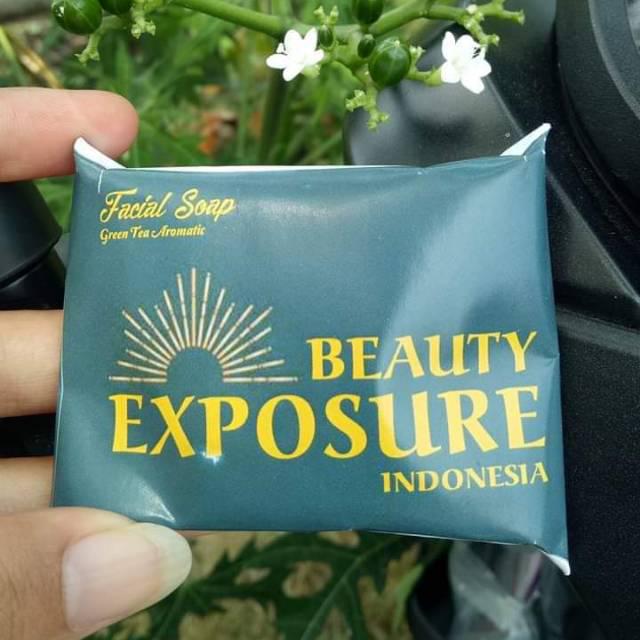 Facial Soap
Green Tea Aromatic
BEAUTY
EXPOSURE
INDONESIA